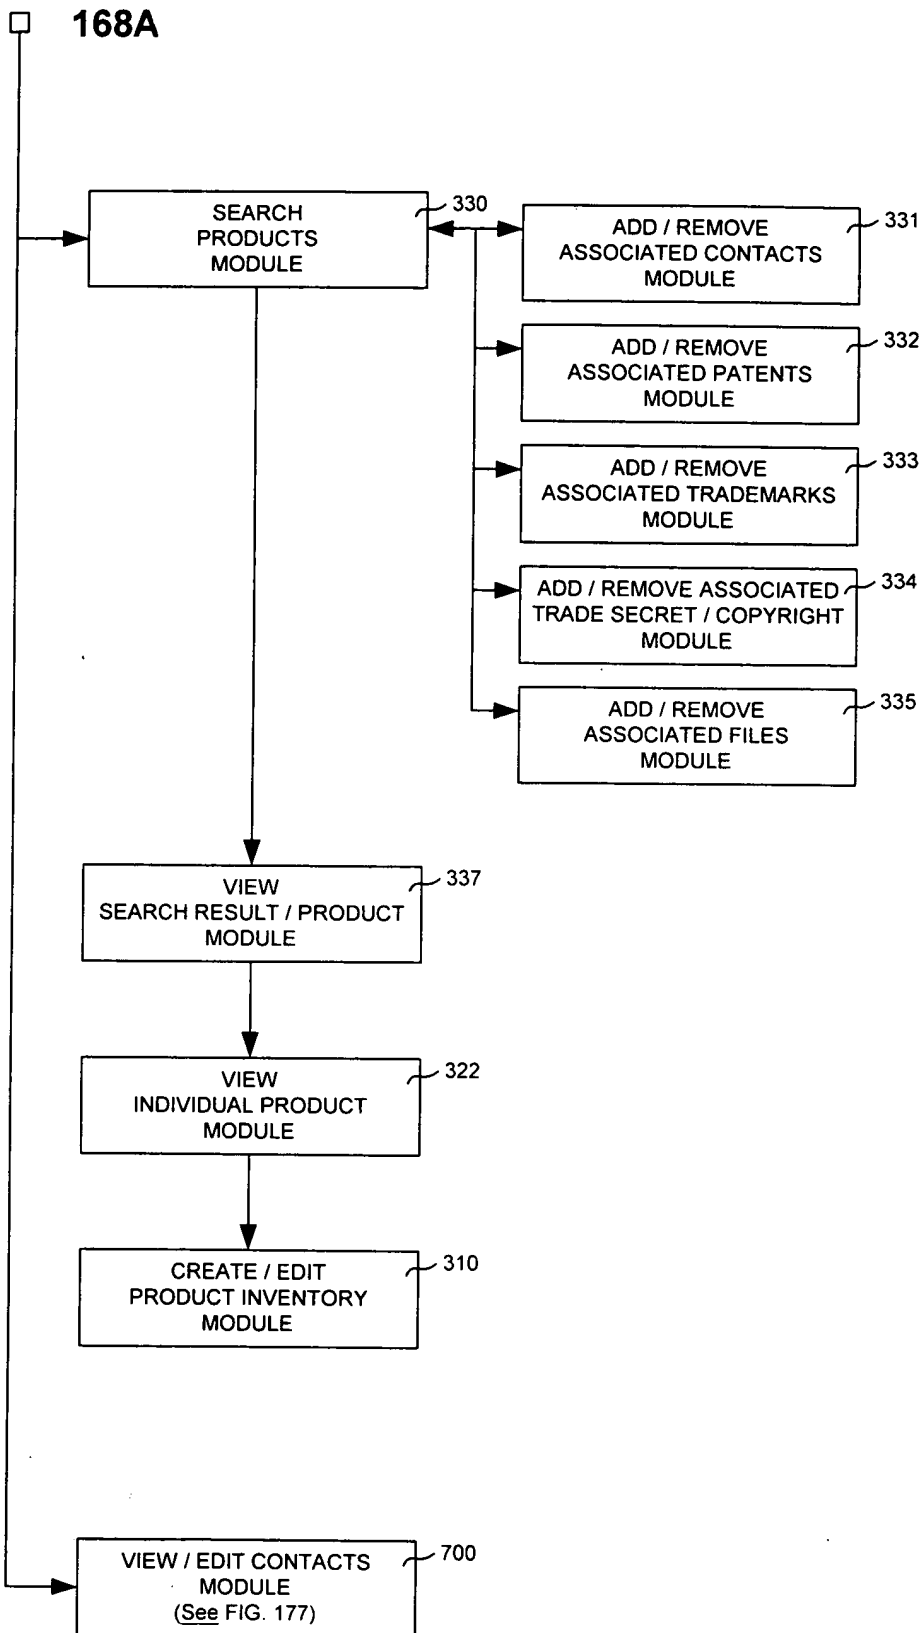 168A
SEARCH
PRODUCTS
MODULE
330
ADD / REMOVE
ASSOCIATED CONTACTS
MODULE
331
ADD / REMOVE
ASSOCIATED PATENTS
MODULE
332
ADD / REMOVE
ASSOCIATED TRADEMARKS
MODULE
333
ADD / REMOVE ASSOCIATED
TRADE SECRET / COPYRIGHT
MODULE
334
ADD / REMOVE
ASSOCIATED FILES
MODULE
335
VIEW
SEARCH RESULT / PRODUCT
MODULE
337
VIEW
INDIVIDUAL PRODUCT
MODULE
322
CREATE / EDIT
PRODUCT INVENTORY
MODULE
310
VIEW / EDIT CONTACTS
MODULE
(See FIG. 177)
700